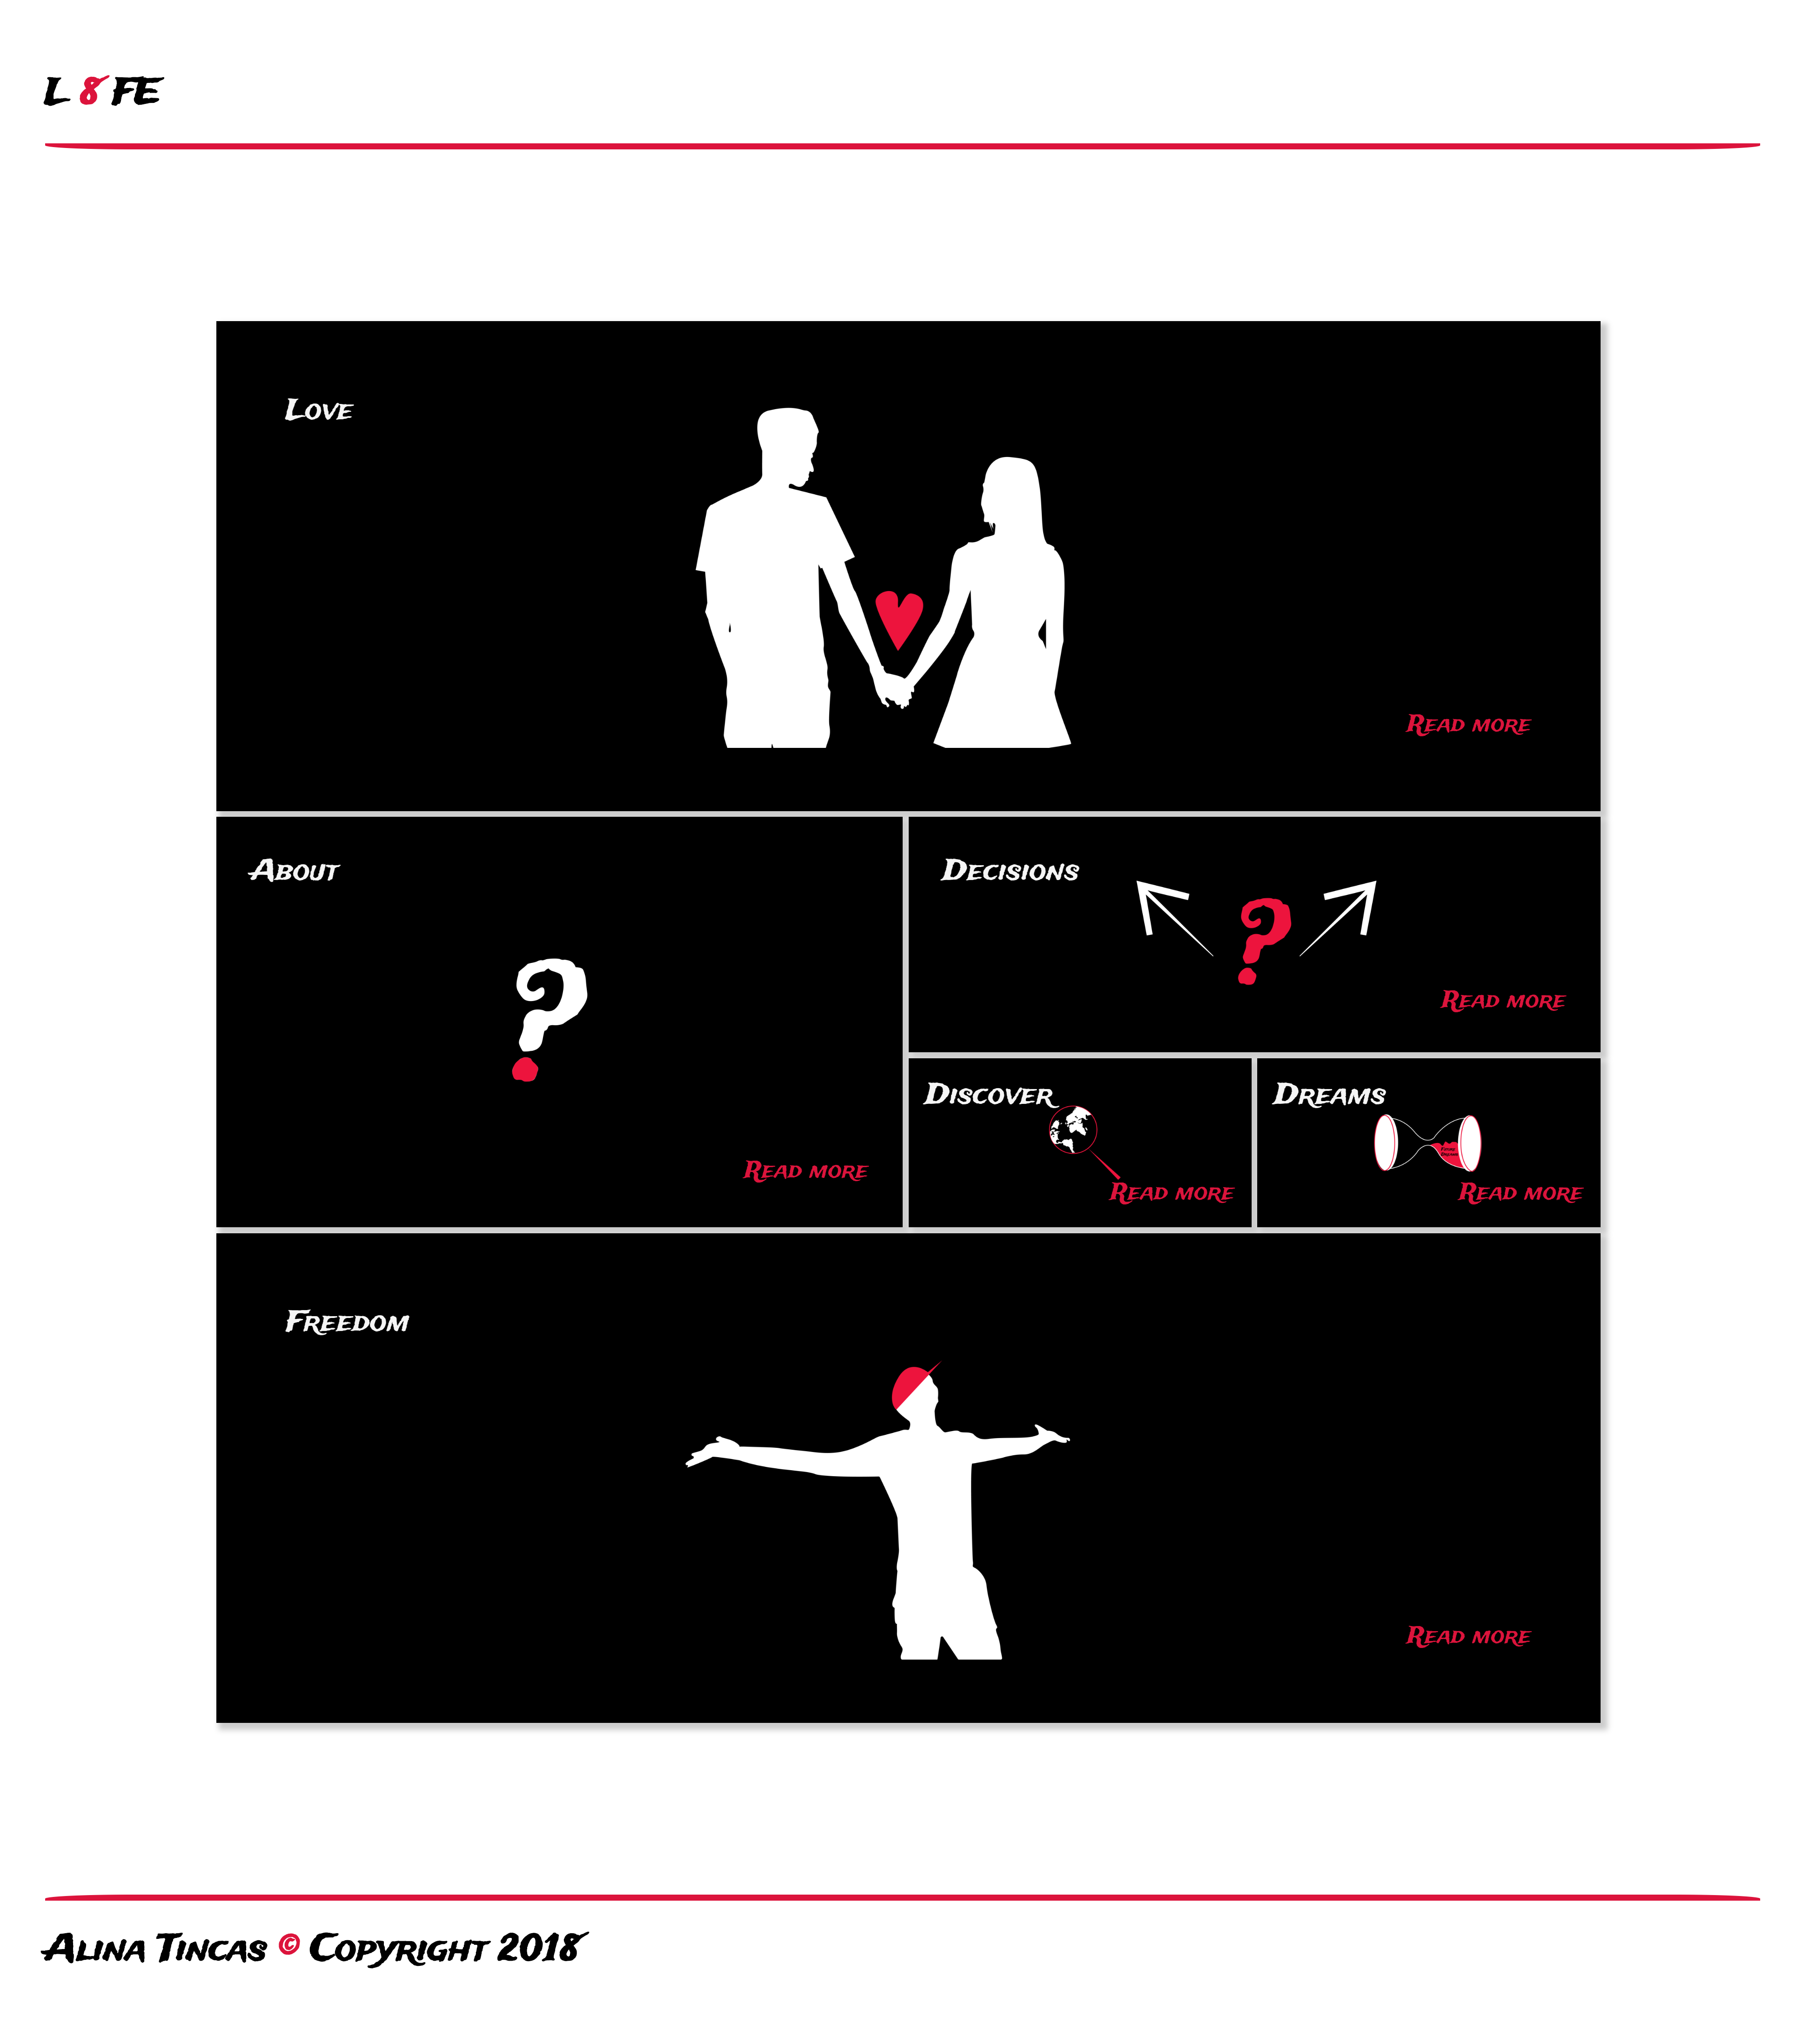 L 8 FE
Love
Read more
About
Read more
Decisions
Read more
Discover
Read more
Dreams
Read more
Freedom
Read more
Alina Tincas © Copyright 2018